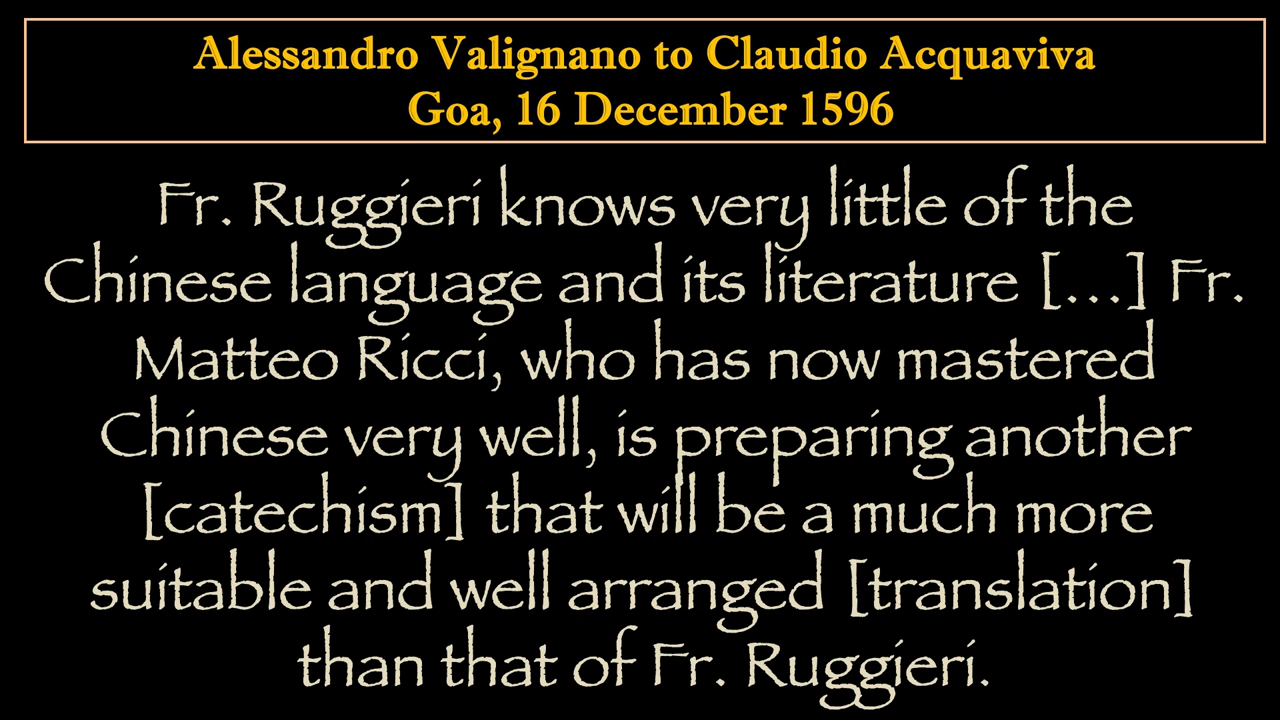 Alessandro Valignano to Claudio Acquaviva
Goa, 16 December 1596
Fr. Ruggieri knows very little of the
Chinese language and its literature […] Fr.
Matteo Ricci, who has now mastered
Chinese very well, is preparing another
[catechism] that will be a much more
suitable and well arranged [translation]
than that of Fr. Ruggieri.